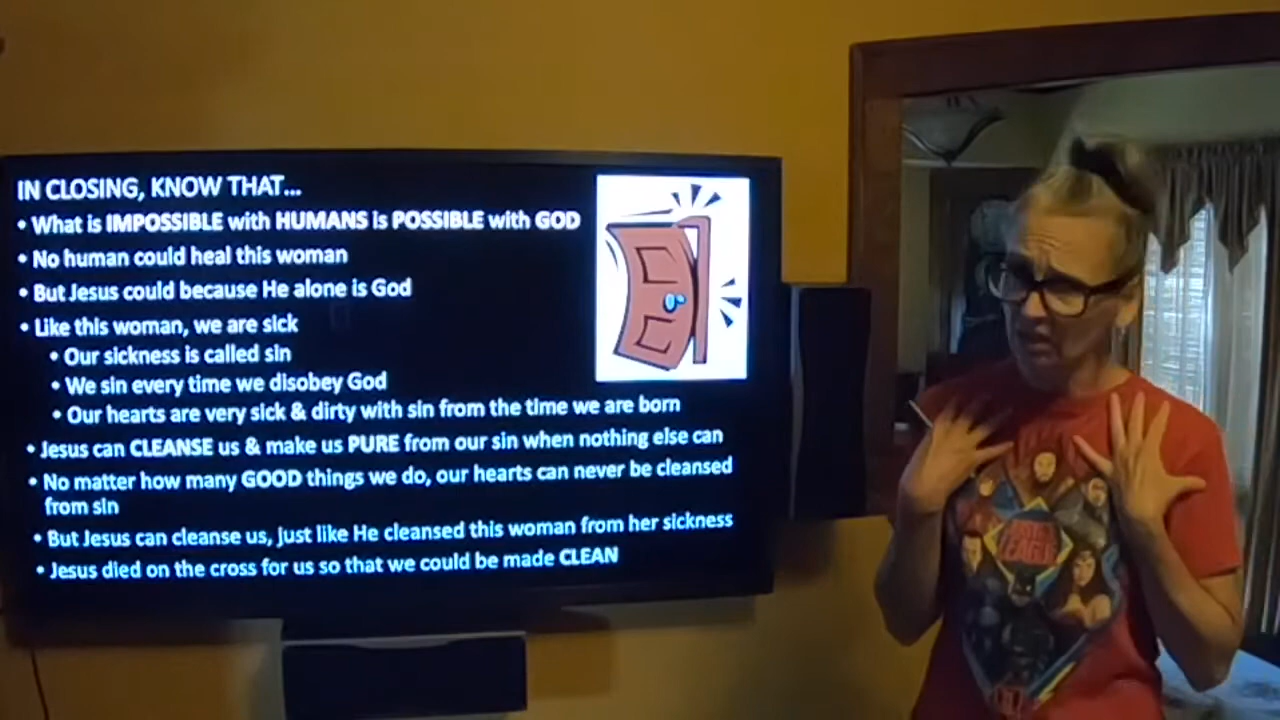 IN CLOSING, KNOW THAT...
• What is IMPOSSIBLE with HUMANS is POSSIBLE with GOD
• No human could heal this woman
• But Jesus could because He alone is God
• Like this woman, we are sick
• Our sickness is called sin
• We sin every time we disobey God
• Our hearts are very sick & dirty with sin from the time we are born
• Jesus can CLEANSE us & make us PURE from our sin when nothing else can
• No matter how many GOOD things we do, our hearts can never be cleansed
from sin
• But Jesus can cleanse us, just like He cleansed this woman from her sickness
• Jesus died on the cross for us so that we could be made CLEAN
JUSTICE
LEAGUE